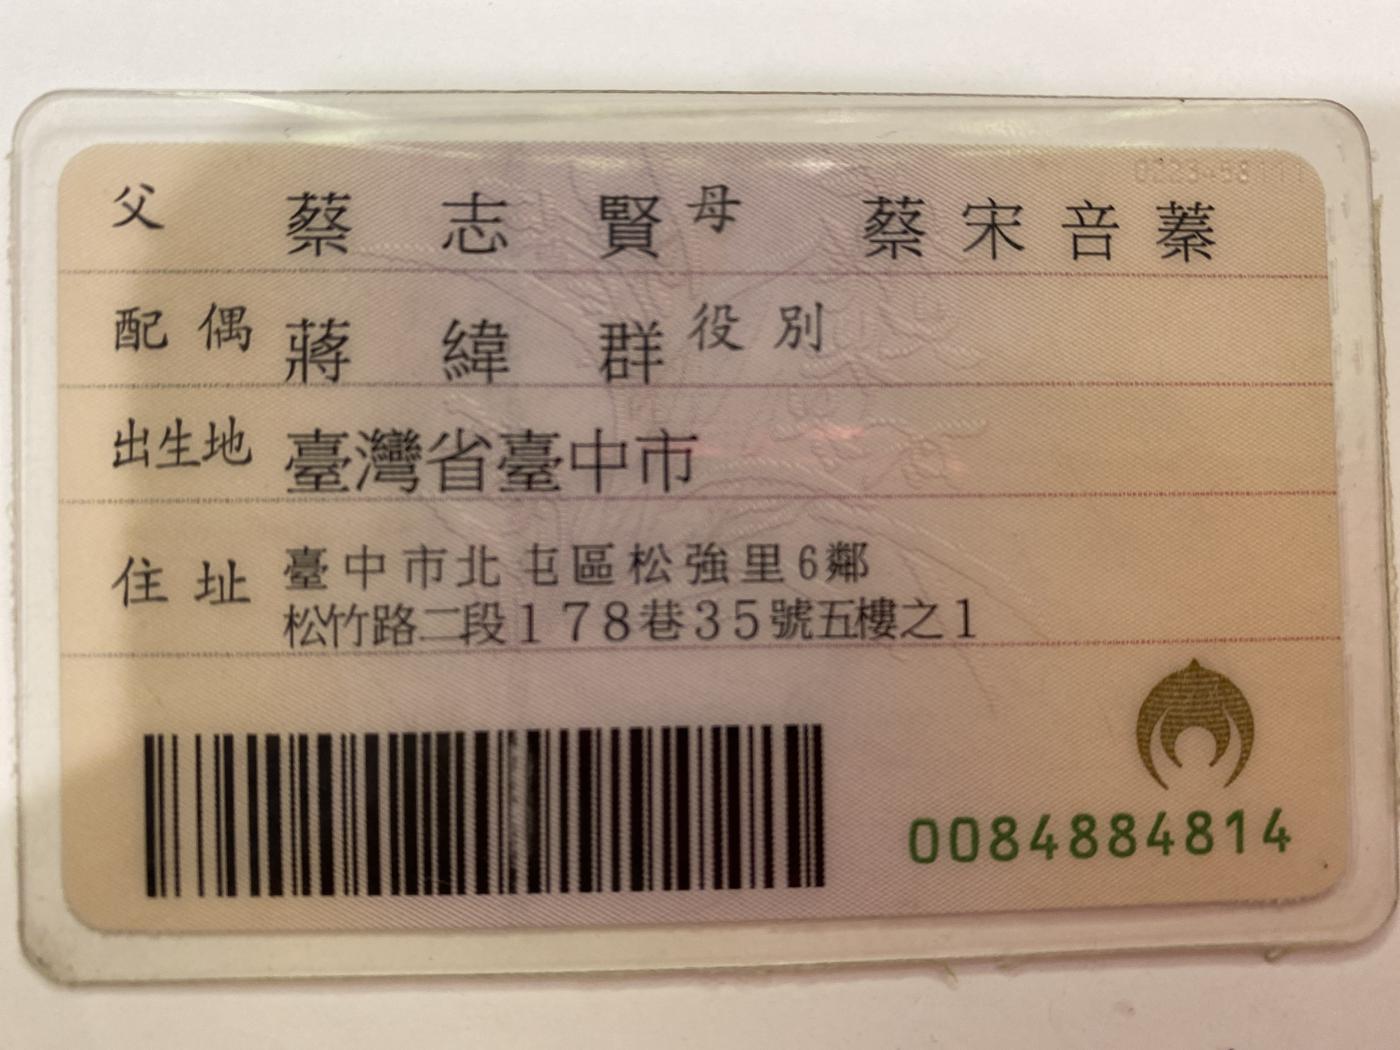 父 蔡志賢 母 蔡宋咅蓁
配偶 蔣緯群 役別
出生地 臺灣省臺中市
住址 臺中市北屯區松強里6鄰
松竹路二段178巷35號五樓之1
0084884814